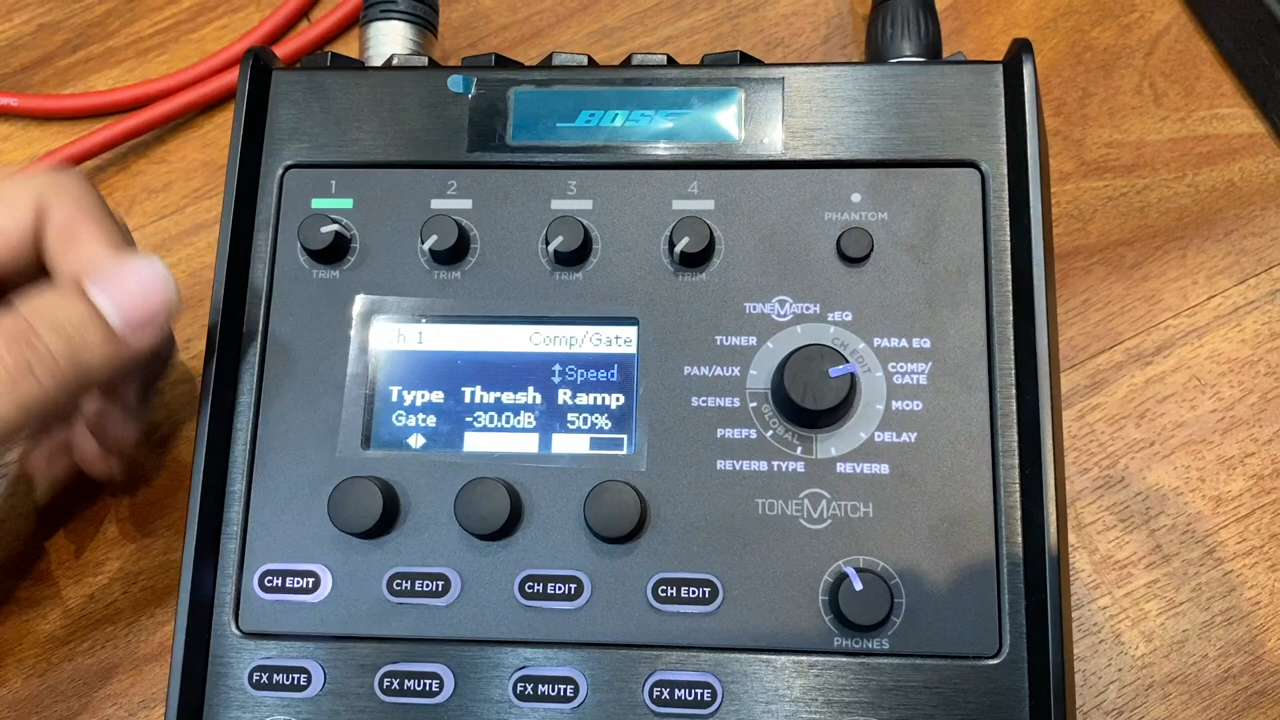 BOSE
1 2 3 4
TRIM TRIM TRIM TRIM
PHANTOM
h 1 Comp/Gate
Speed
Type Thresh Ramp
Gate -30.0dB 50%
TONEMATCH
zEQ
PARA EQ
COMP/
GATE
MOD
DELAY
REVERB
REVERB TYPE
PREFS
SCENES
PAN/AUX
TUNER
CH EDIT
GLOBAL
TONEMATCH
CH EDIT CH EDIT CH EDIT CH EDIT
PHONES
FX MUTE FX MUTE FX MUTE FX MUTE